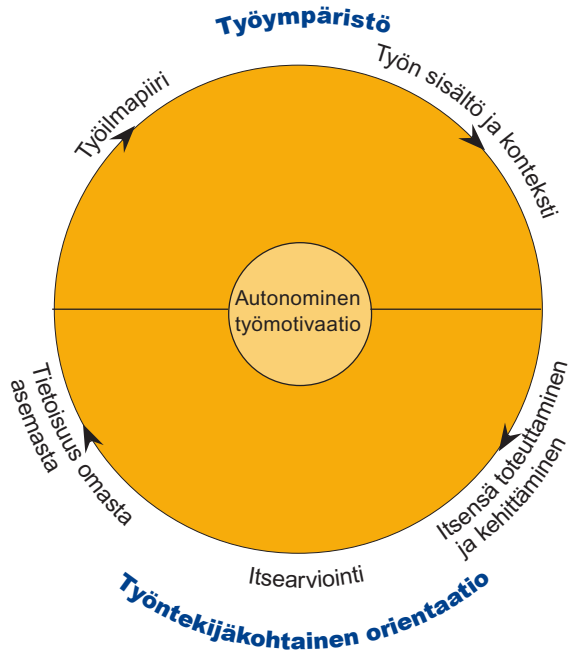 Työympäristö
Työilmapiiri
Työn sisältö ja konteksti
Autonominen
työmotivaatio
Tietoisuus omasta
asemasta
Itsensä toteuttaminen
ja kehittäminen
Itsearviointi
Työntekijäkohtainen orientaatio